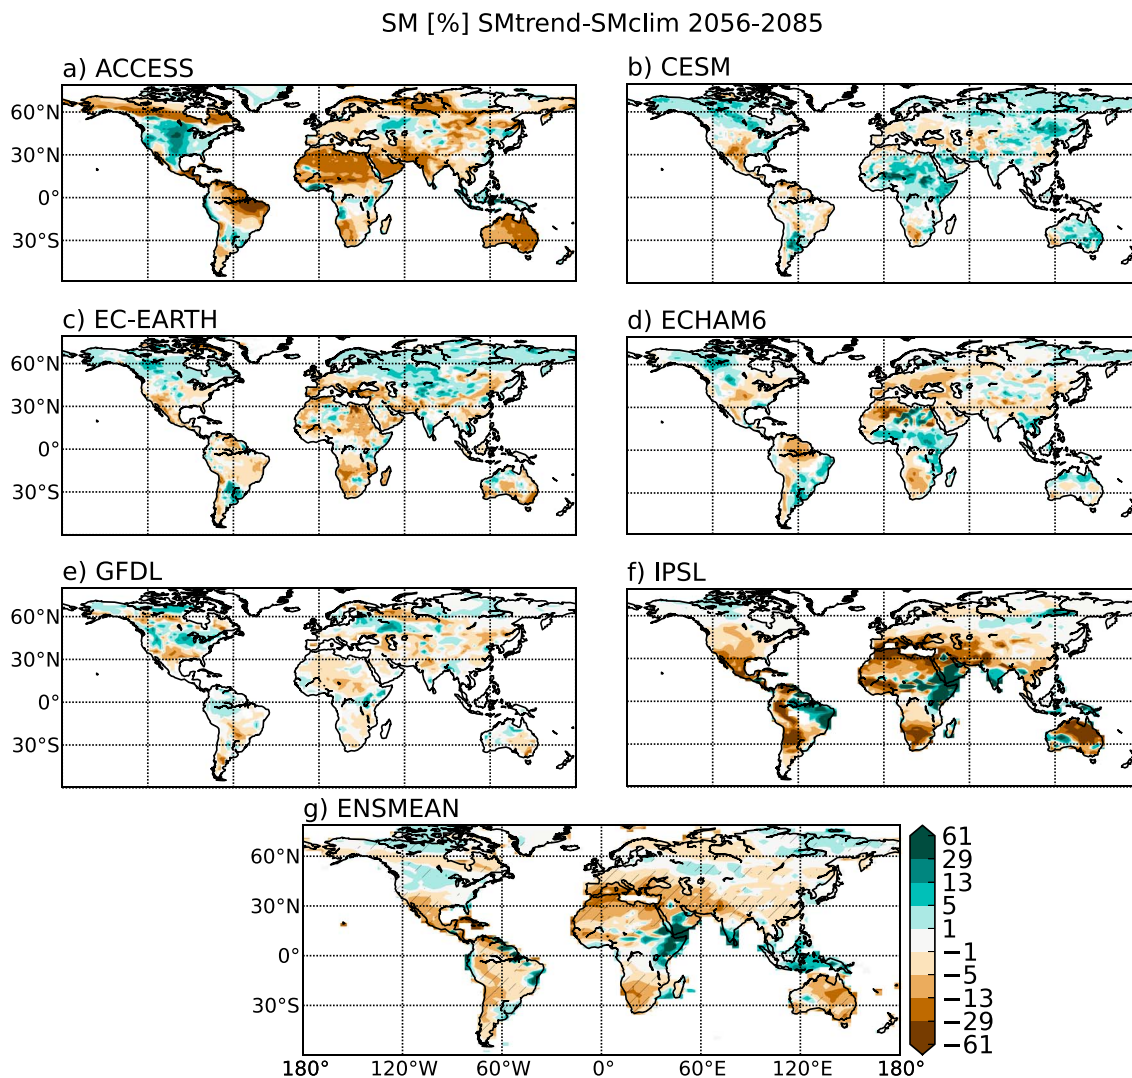 SM [%] SMtrend-SMclim 2056-2085
a) ACCESS
b) CESM
60°N
30°N
0°
30°S
c) EC-EARTH
d) ECHAM6
60°N
30°N
0°
30°S
e) GFDL
f) IPSL
60°N
30°N
0°
30°S
g) ENSMEAN
60°N
30°N
0°
30°S
180°
120°W
60°W
0°
60°E
120°E
180°
61
29
13
5
1
−1
−5
−13
−29
−61